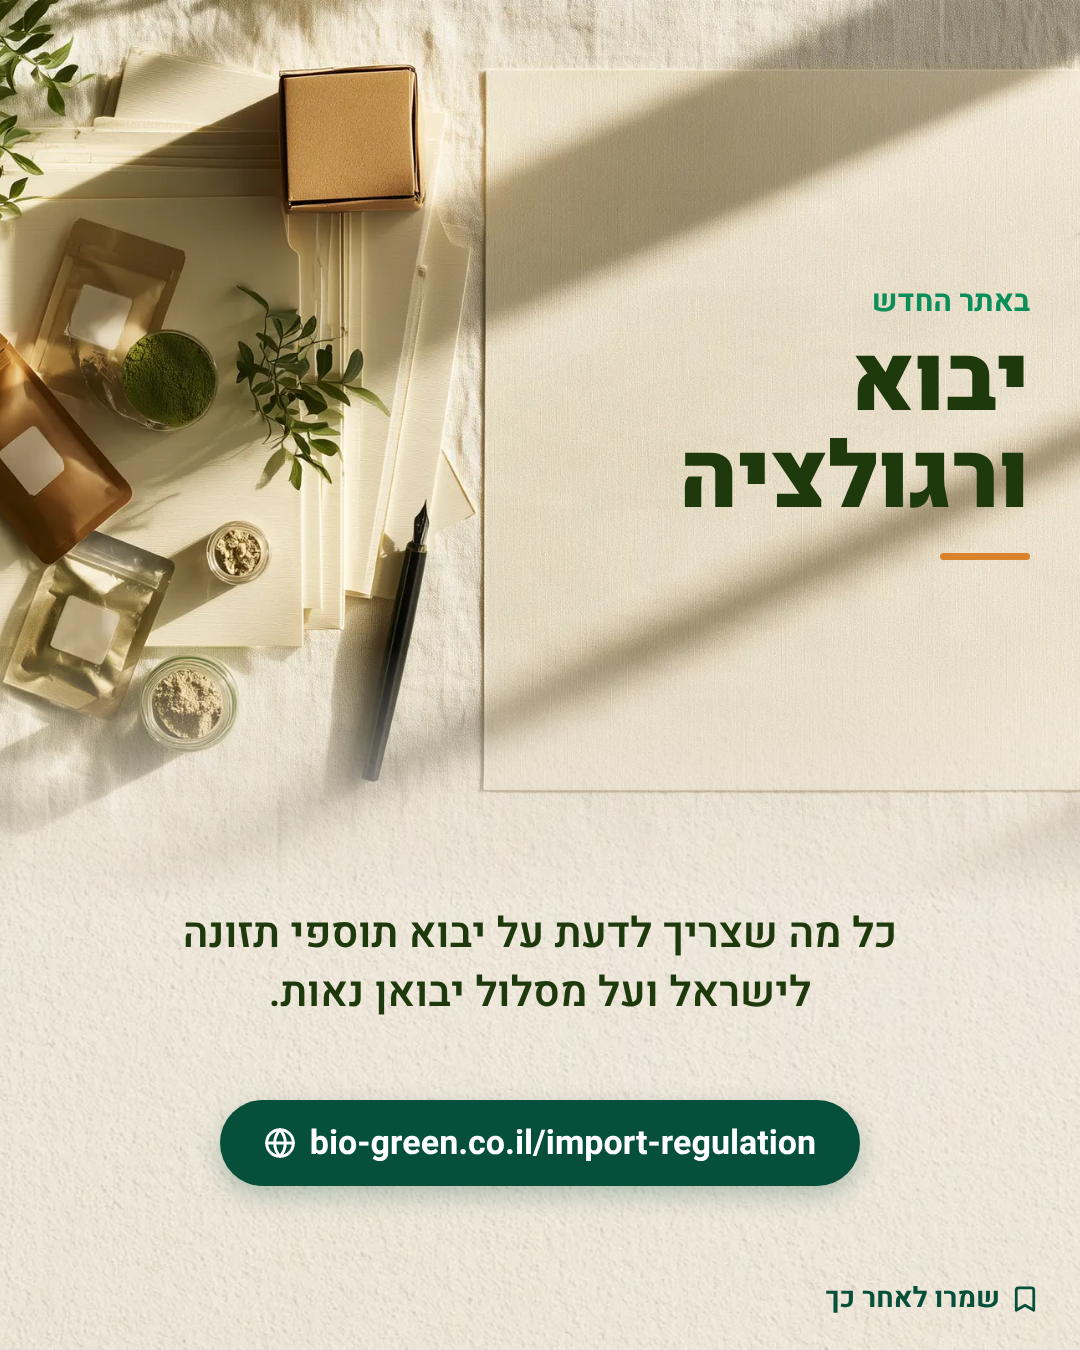 באתר החדש
יבוא
ורגולציה
כל מה שצריך לדעת על יבוא תוספי תזונה
לישראל ועל מסלול יבואן נאות.
bio-green.co.il/import-regulation
שמרו לאחר כך